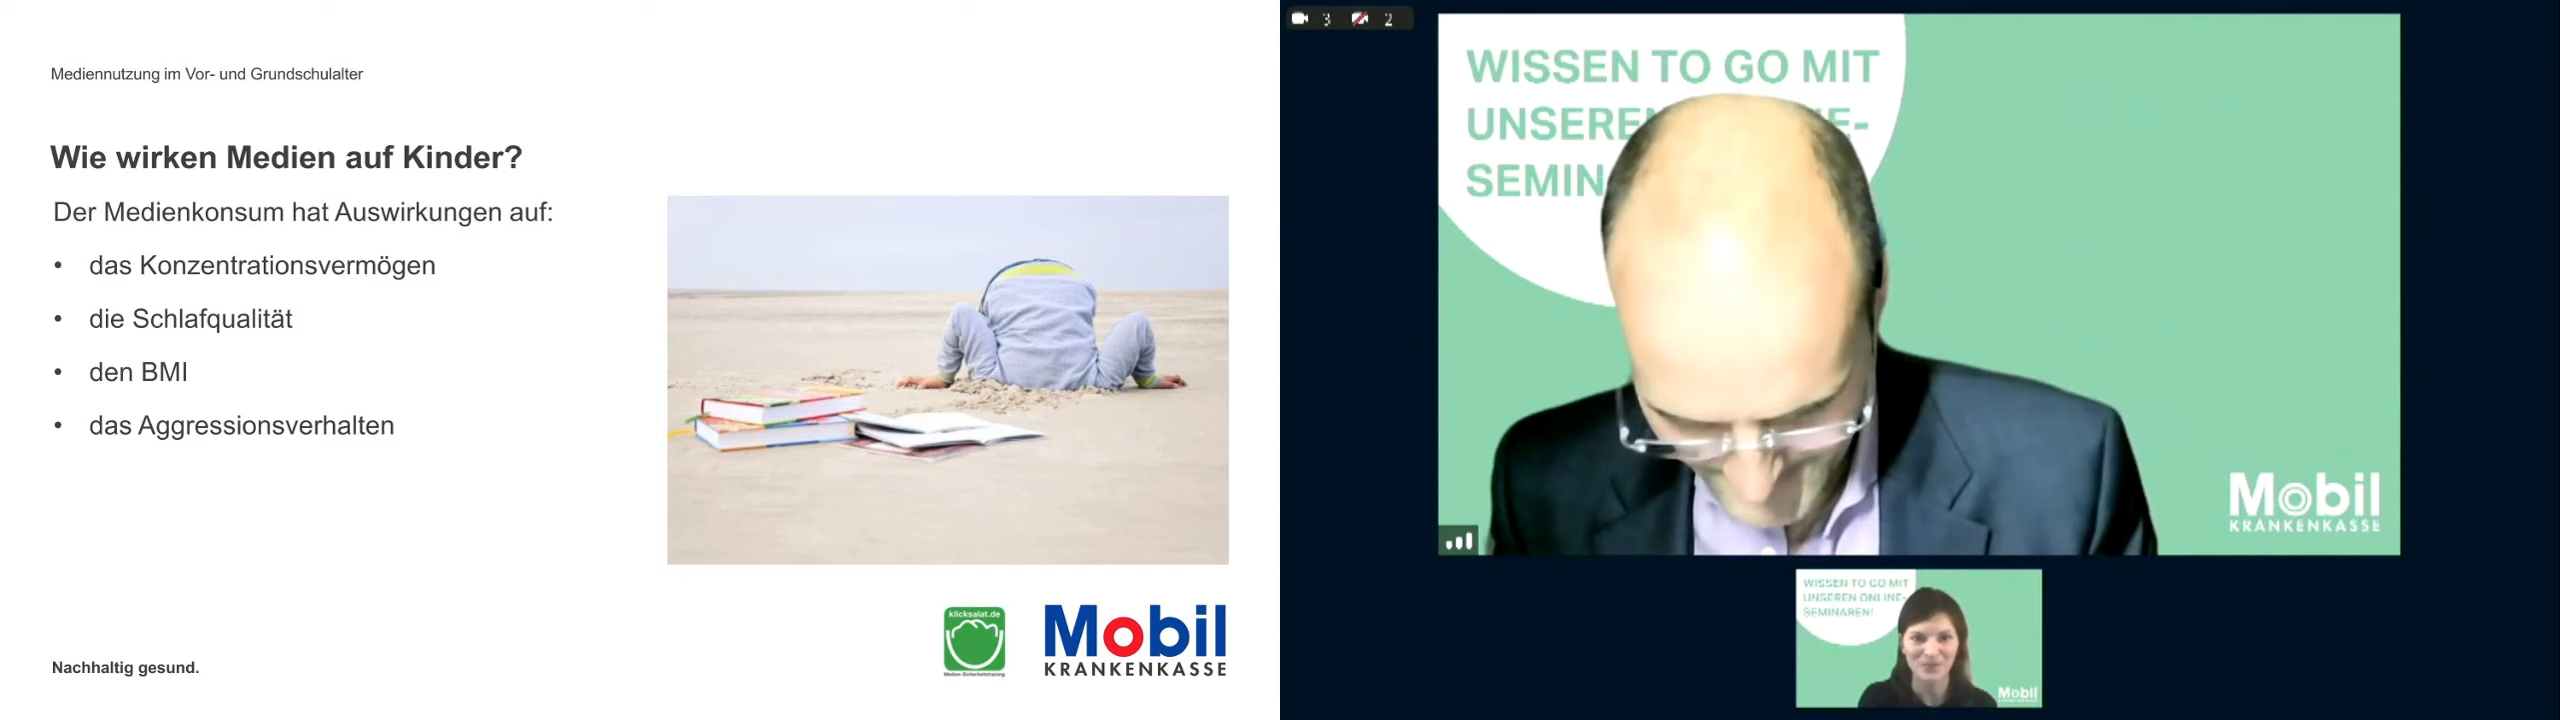 Mediennutzung im Vor- und Grundschulalter
Wie wirken Medien auf Kinder?
Der Medienkonsum hat Auswirkungen auf:
• das Konzentrationsvermögen
• die Schlafqualität
• den BMI
• das Aggressionsverhalten
klicksalat.de
Medien-Sicherheitstraining
Mobil
KRANKENKASSE
Nachhaltig gesund.
3 2
WISSEN TO GO MIT
UNSEREN E-
SEMIN
Mobil
KRANKENKASSE
WISSEN TO GO MIT
UNSEREN ONLINE-
SEMINAREN!
Mobil